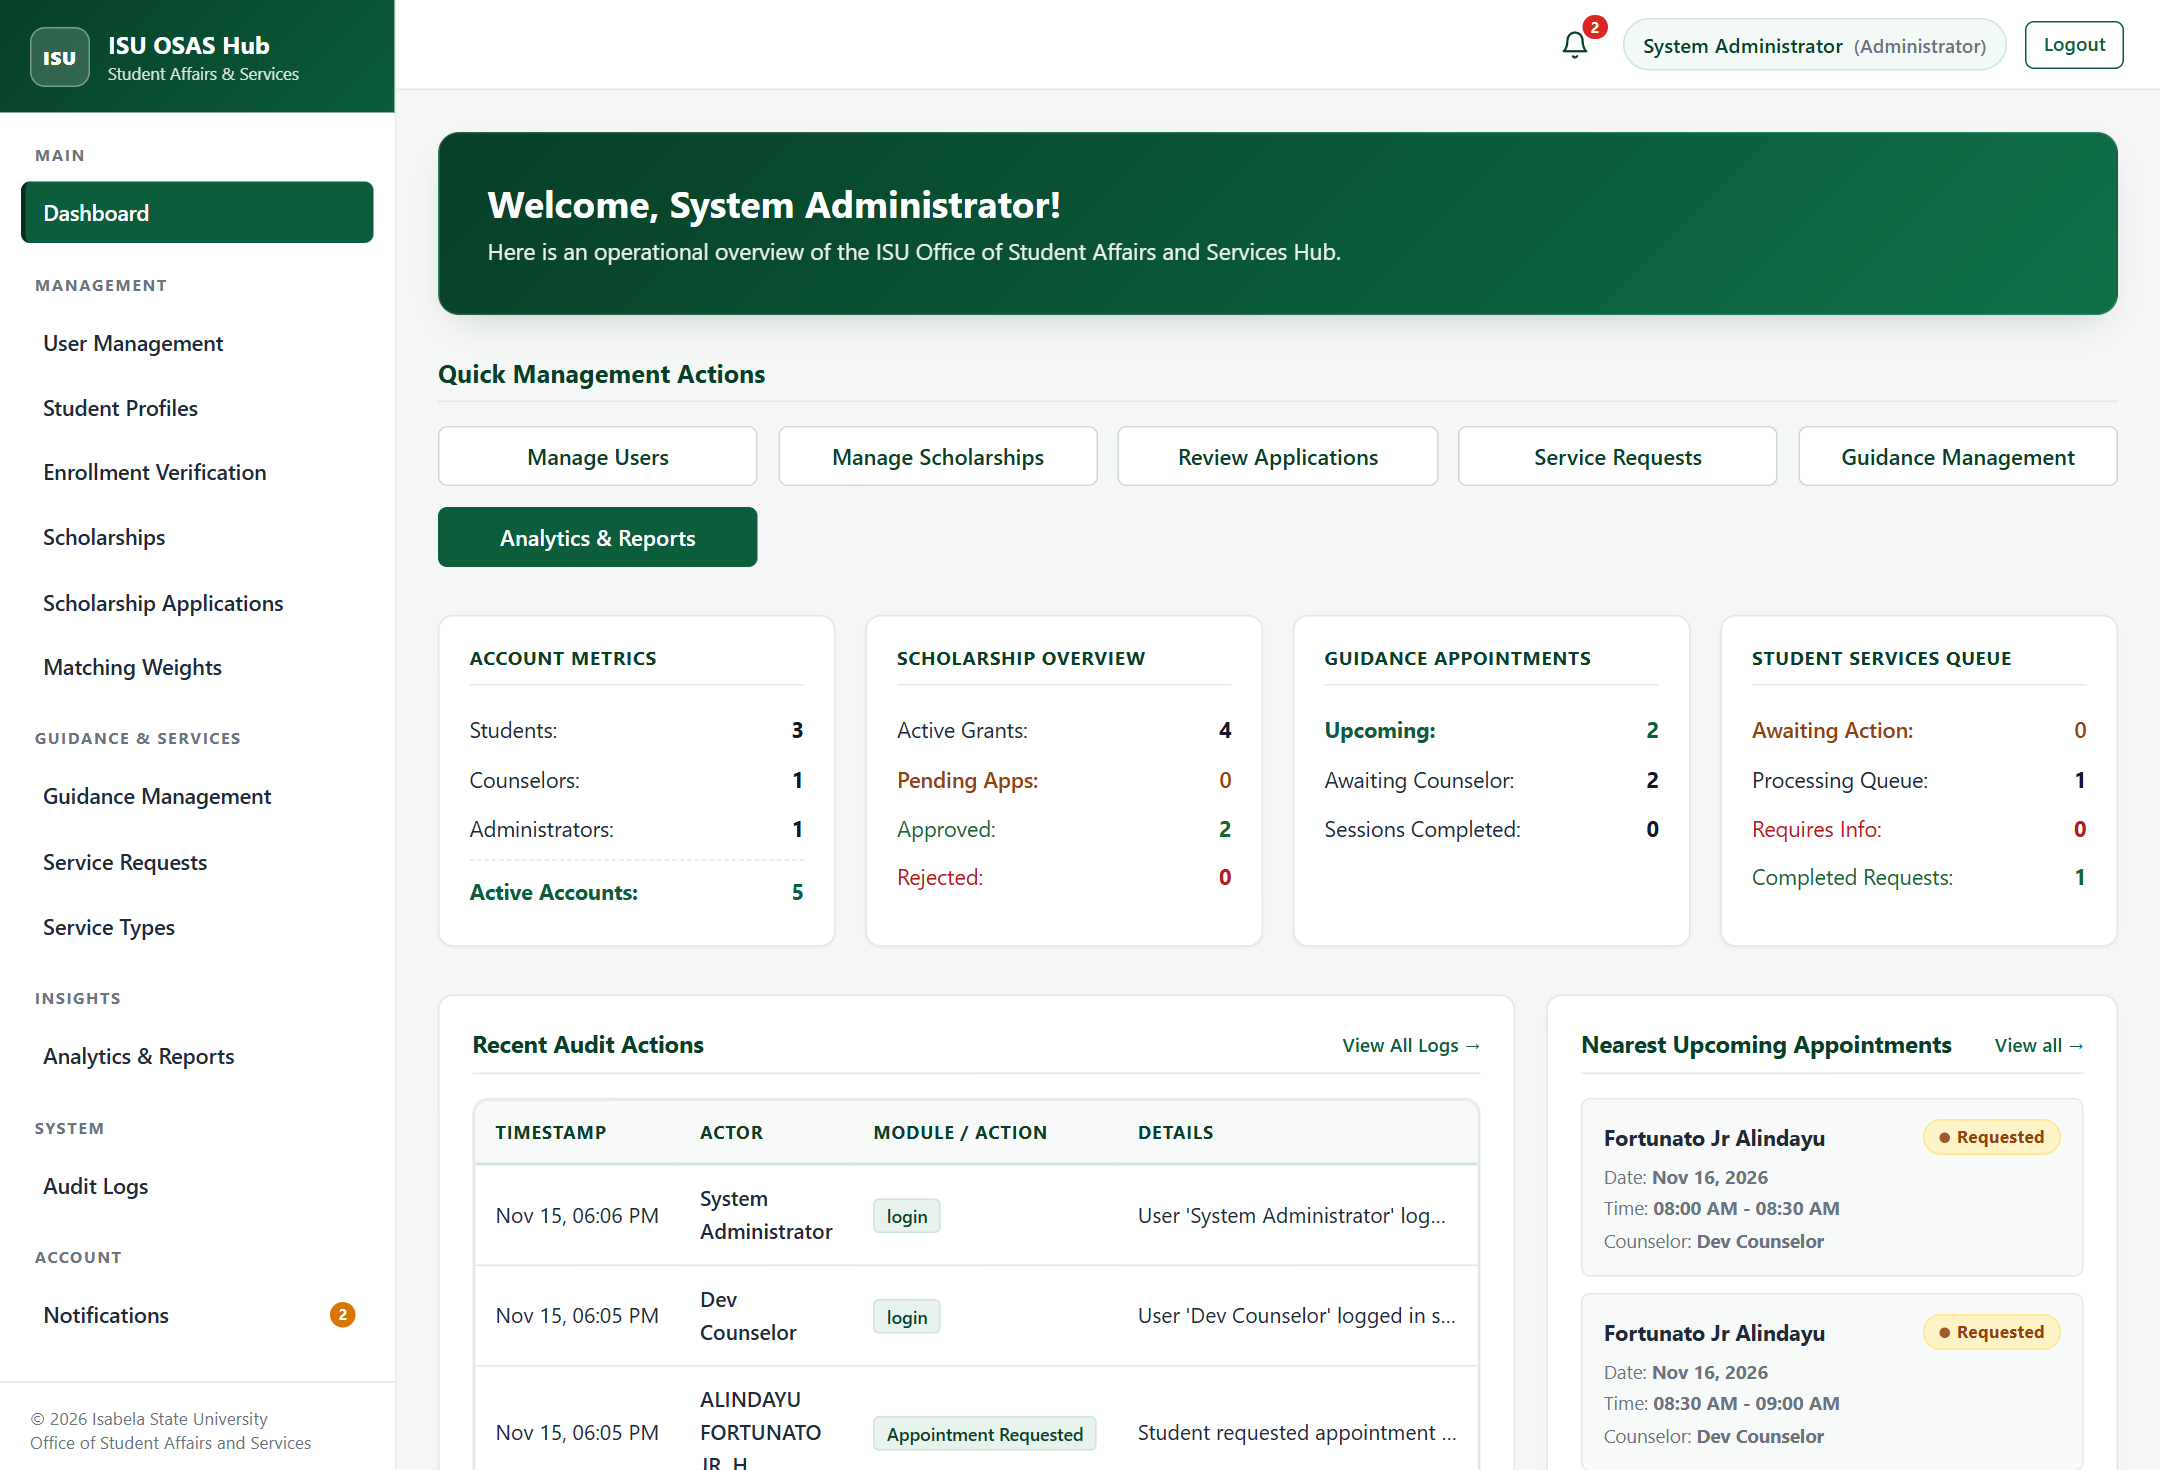 ISU
ISU OSAS Hub
Student Affairs & Services
2
System Administrator (Administrator)
Logout
MAIN
Dashboard
MANAGEMENT
User Management
Student Profiles
Enrollment Verification
Scholarships
Scholarship Applications
Matching Weights
GUIDANCE & SERVICES
Guidance Management
Service Requests
Service Types
INSIGHTS
Analytics & Reports
SYSTEM
Audit Logs
ACCOUNT
Notifications 2
© 2026 Isabela State University
Office of Student Affairs and Services
Welcome, System Administrator!
Here is an operational overview of the ISU Office of Student Affairs and Services Hub.
Quick Management Actions
Manage Users
Manage Scholarships
Review Applications
Service Requests
Guidance Management
Analytics & Reports
ACCOUNT METRICS
Students: 3
Counselors: 1
Administrators: 1
Active Accounts: 5
SCHOLARSHIP OVERVIEW
Active Grants: 4
Pending Apps: 0
Approved: 2
Rejected: 0
GUIDANCE APPOINTMENTS
Upcoming: 2
Awaiting Counselor: 2
Sessions Completed: 0
STUDENT SERVICES QUEUE
Awaiting Action: 0
Processing Queue: 1
Requires Info: 0
Completed Requests: 1
Recent Audit Actions
View All Logs →
TIMESTAMP ACTOR MODULE / ACTION DETAILS
Nov 15, 06:06 PM
System
Administrator
login
User 'System Administrator' log...
Nov 15, 06:05 PM
Dev
Counselor
login
User 'Dev Counselor' logged in s...
Nov 15, 06:05 PM
ALINDAYU
FORTUNATO
JR. H
Appointment Requested
Student requested appointment ...
Nearest Upcoming Appointments
View all →
Fortunato Jr Alindayu
Requested
Date: Nov 16, 2026
Time: 08:00 AM - 08:30 AM
Counselor: Dev Counselor
Fortunato Jr Alindayu
Requested
Date: Nov 16, 2026
Time: 08:30 AM - 09:00 AM
Counselor: Dev Counselor